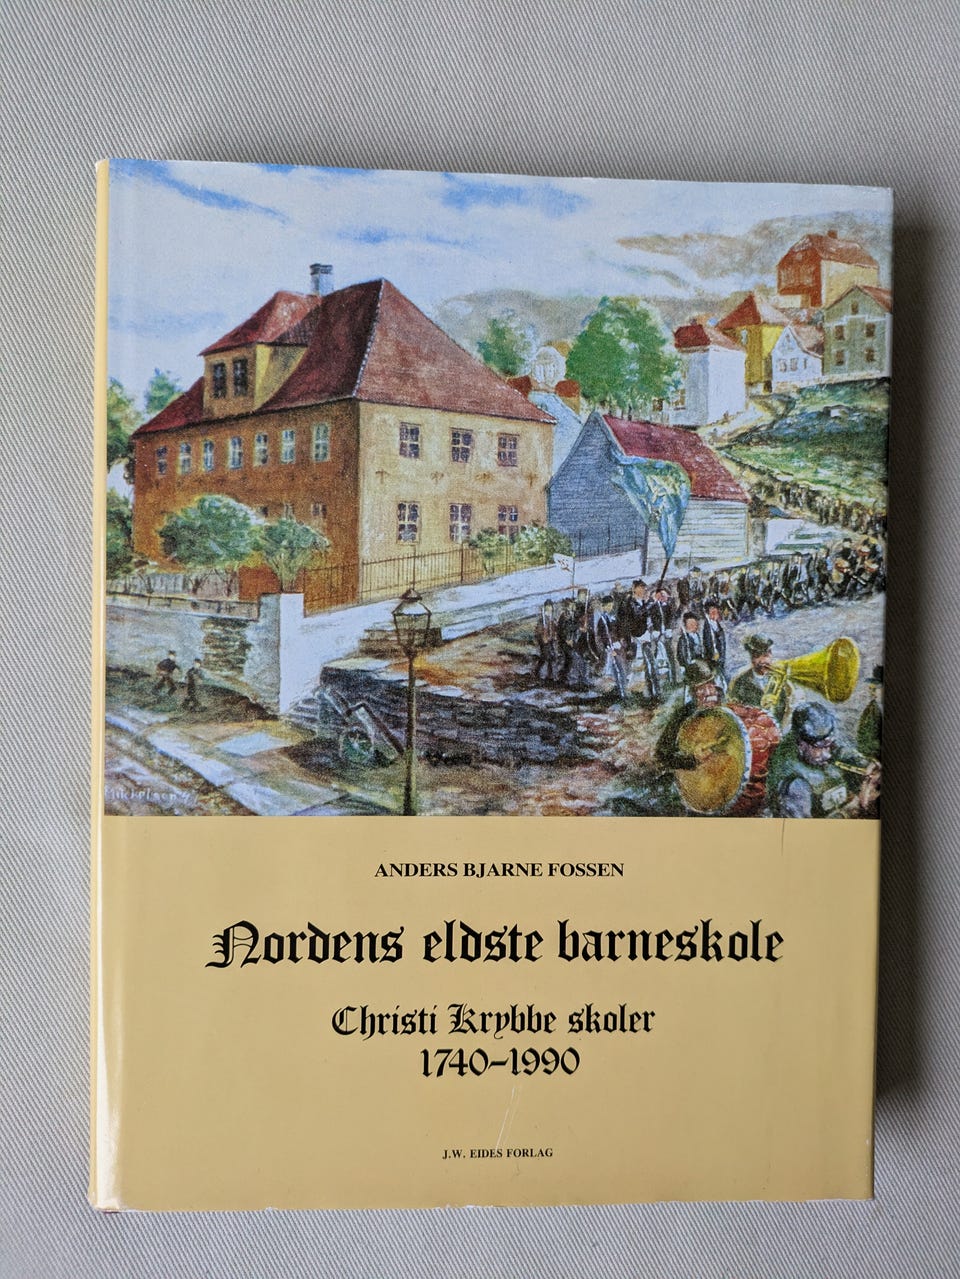 ANDERS BJARNE FOSSEN
Nordens eldste barneskole
Christi Krybbe skoler
1740–1990
J.W. EIDES FORLAG